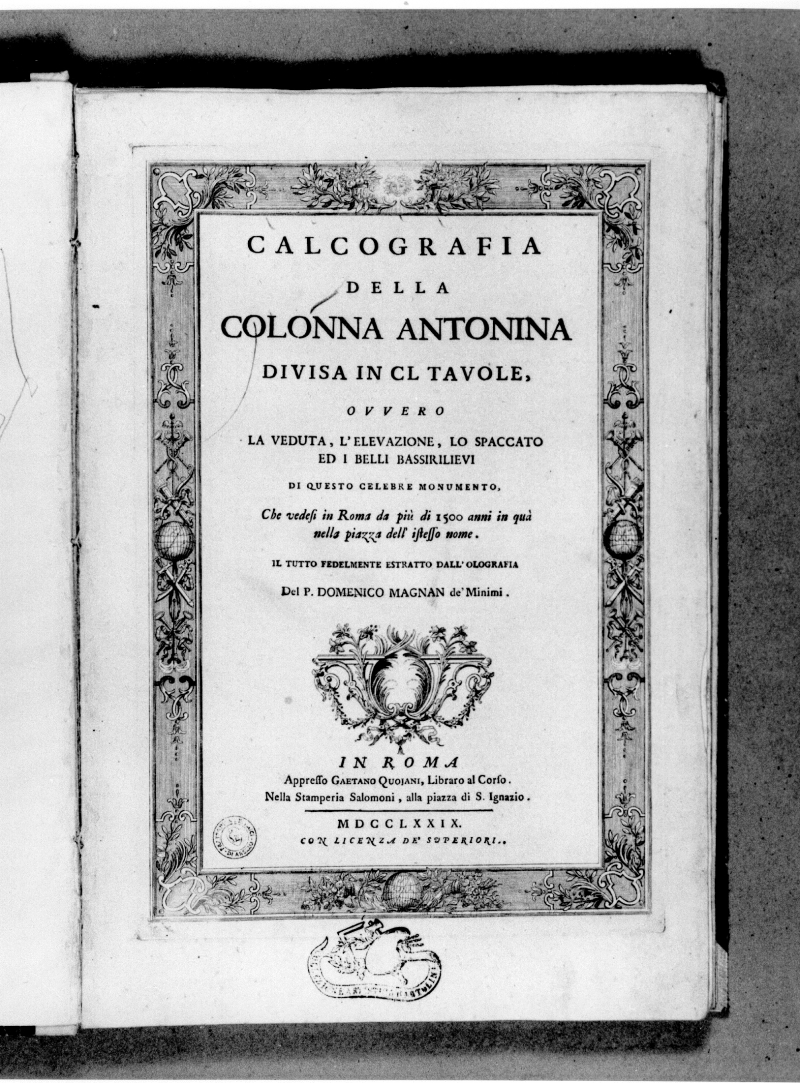 CALCOGRAFIA
DELLA
COLONNA ANTONINA
DIVISA IN CL TAVOLE,
OVVERO
LA VEDUTA, L'ELEVAZIONE, LO SPACCATO
ED I BELLI BASSIRILIEVI
DI QUESTO CELEBRE MONUMENTO,
Che vedesi in Roma da più di 1500 anni in quà
nella piazza dell' istesso nome.
IL TUTTO FEDELMENTE ESTRATTO DALL' OLOGRAFIA
Del P. DOMENICO MAGNAN de' Minimi.
IN ROMA
Appresso GAETANO QUOJANI, Libraro al Corso.
Nella Stamperia Salomoni, alla piazza di S. Ignazio.
MDCCLXXIX.
CON LICENZA DE' SUPERIORI.